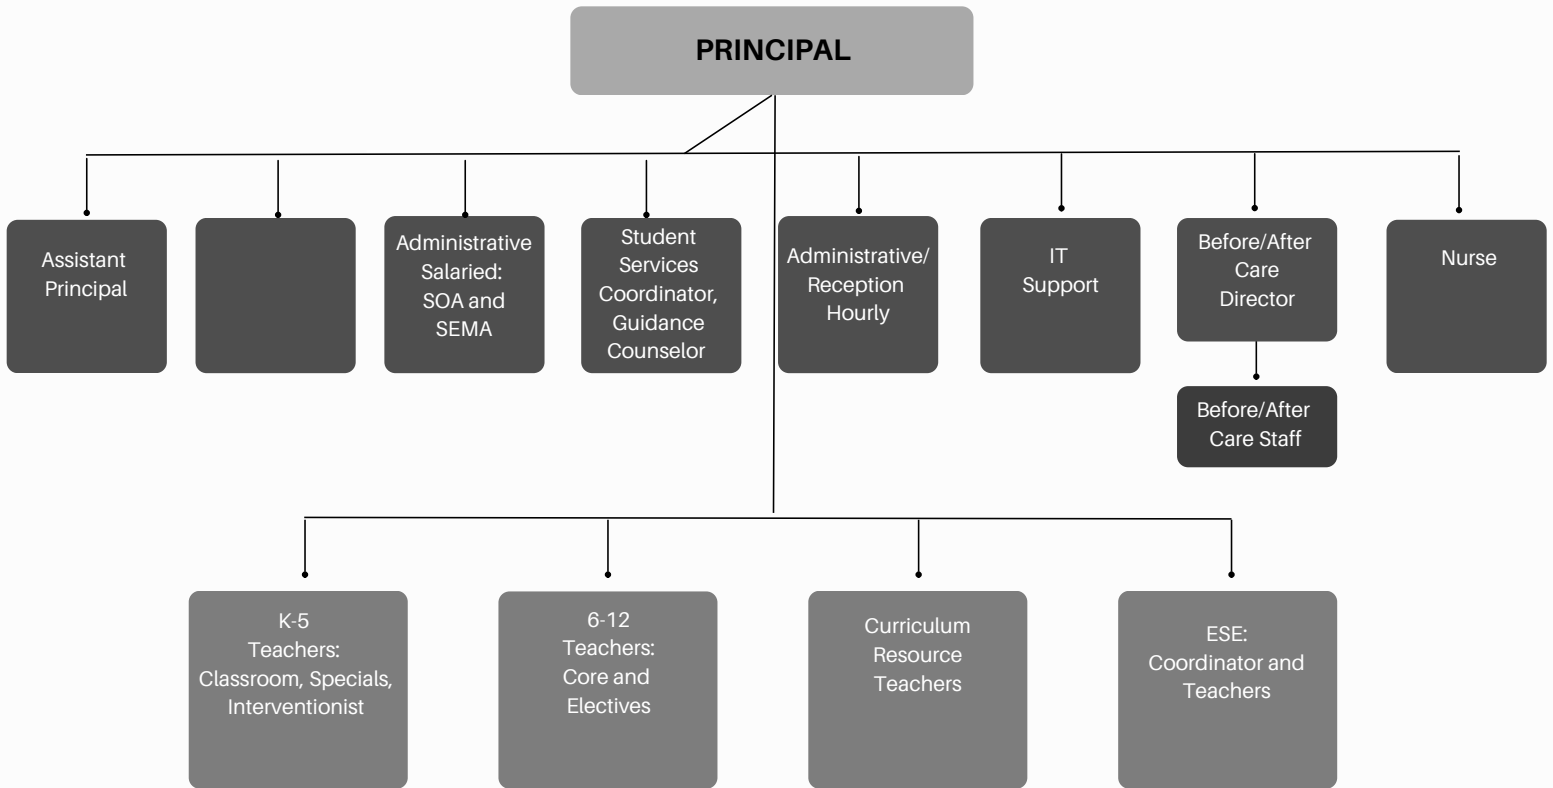 PRINCIPAL
Assistant
Principal
Administrative
Salaried:
SOA and
SEMA
Student
Services
Coordinator,
Guidance
Counselor
Administrative/
Reception
Hourly
IT
Support
Before/After
Care
Director
Nurse
Before/After
Care Staff
K-5
Teachers:
Classroom, Specials,
Interventionist
6-12
Teachers:
Core and
Electives
Curriculum
Resource
Teachers
ESE:
Coordinator and
Teachers